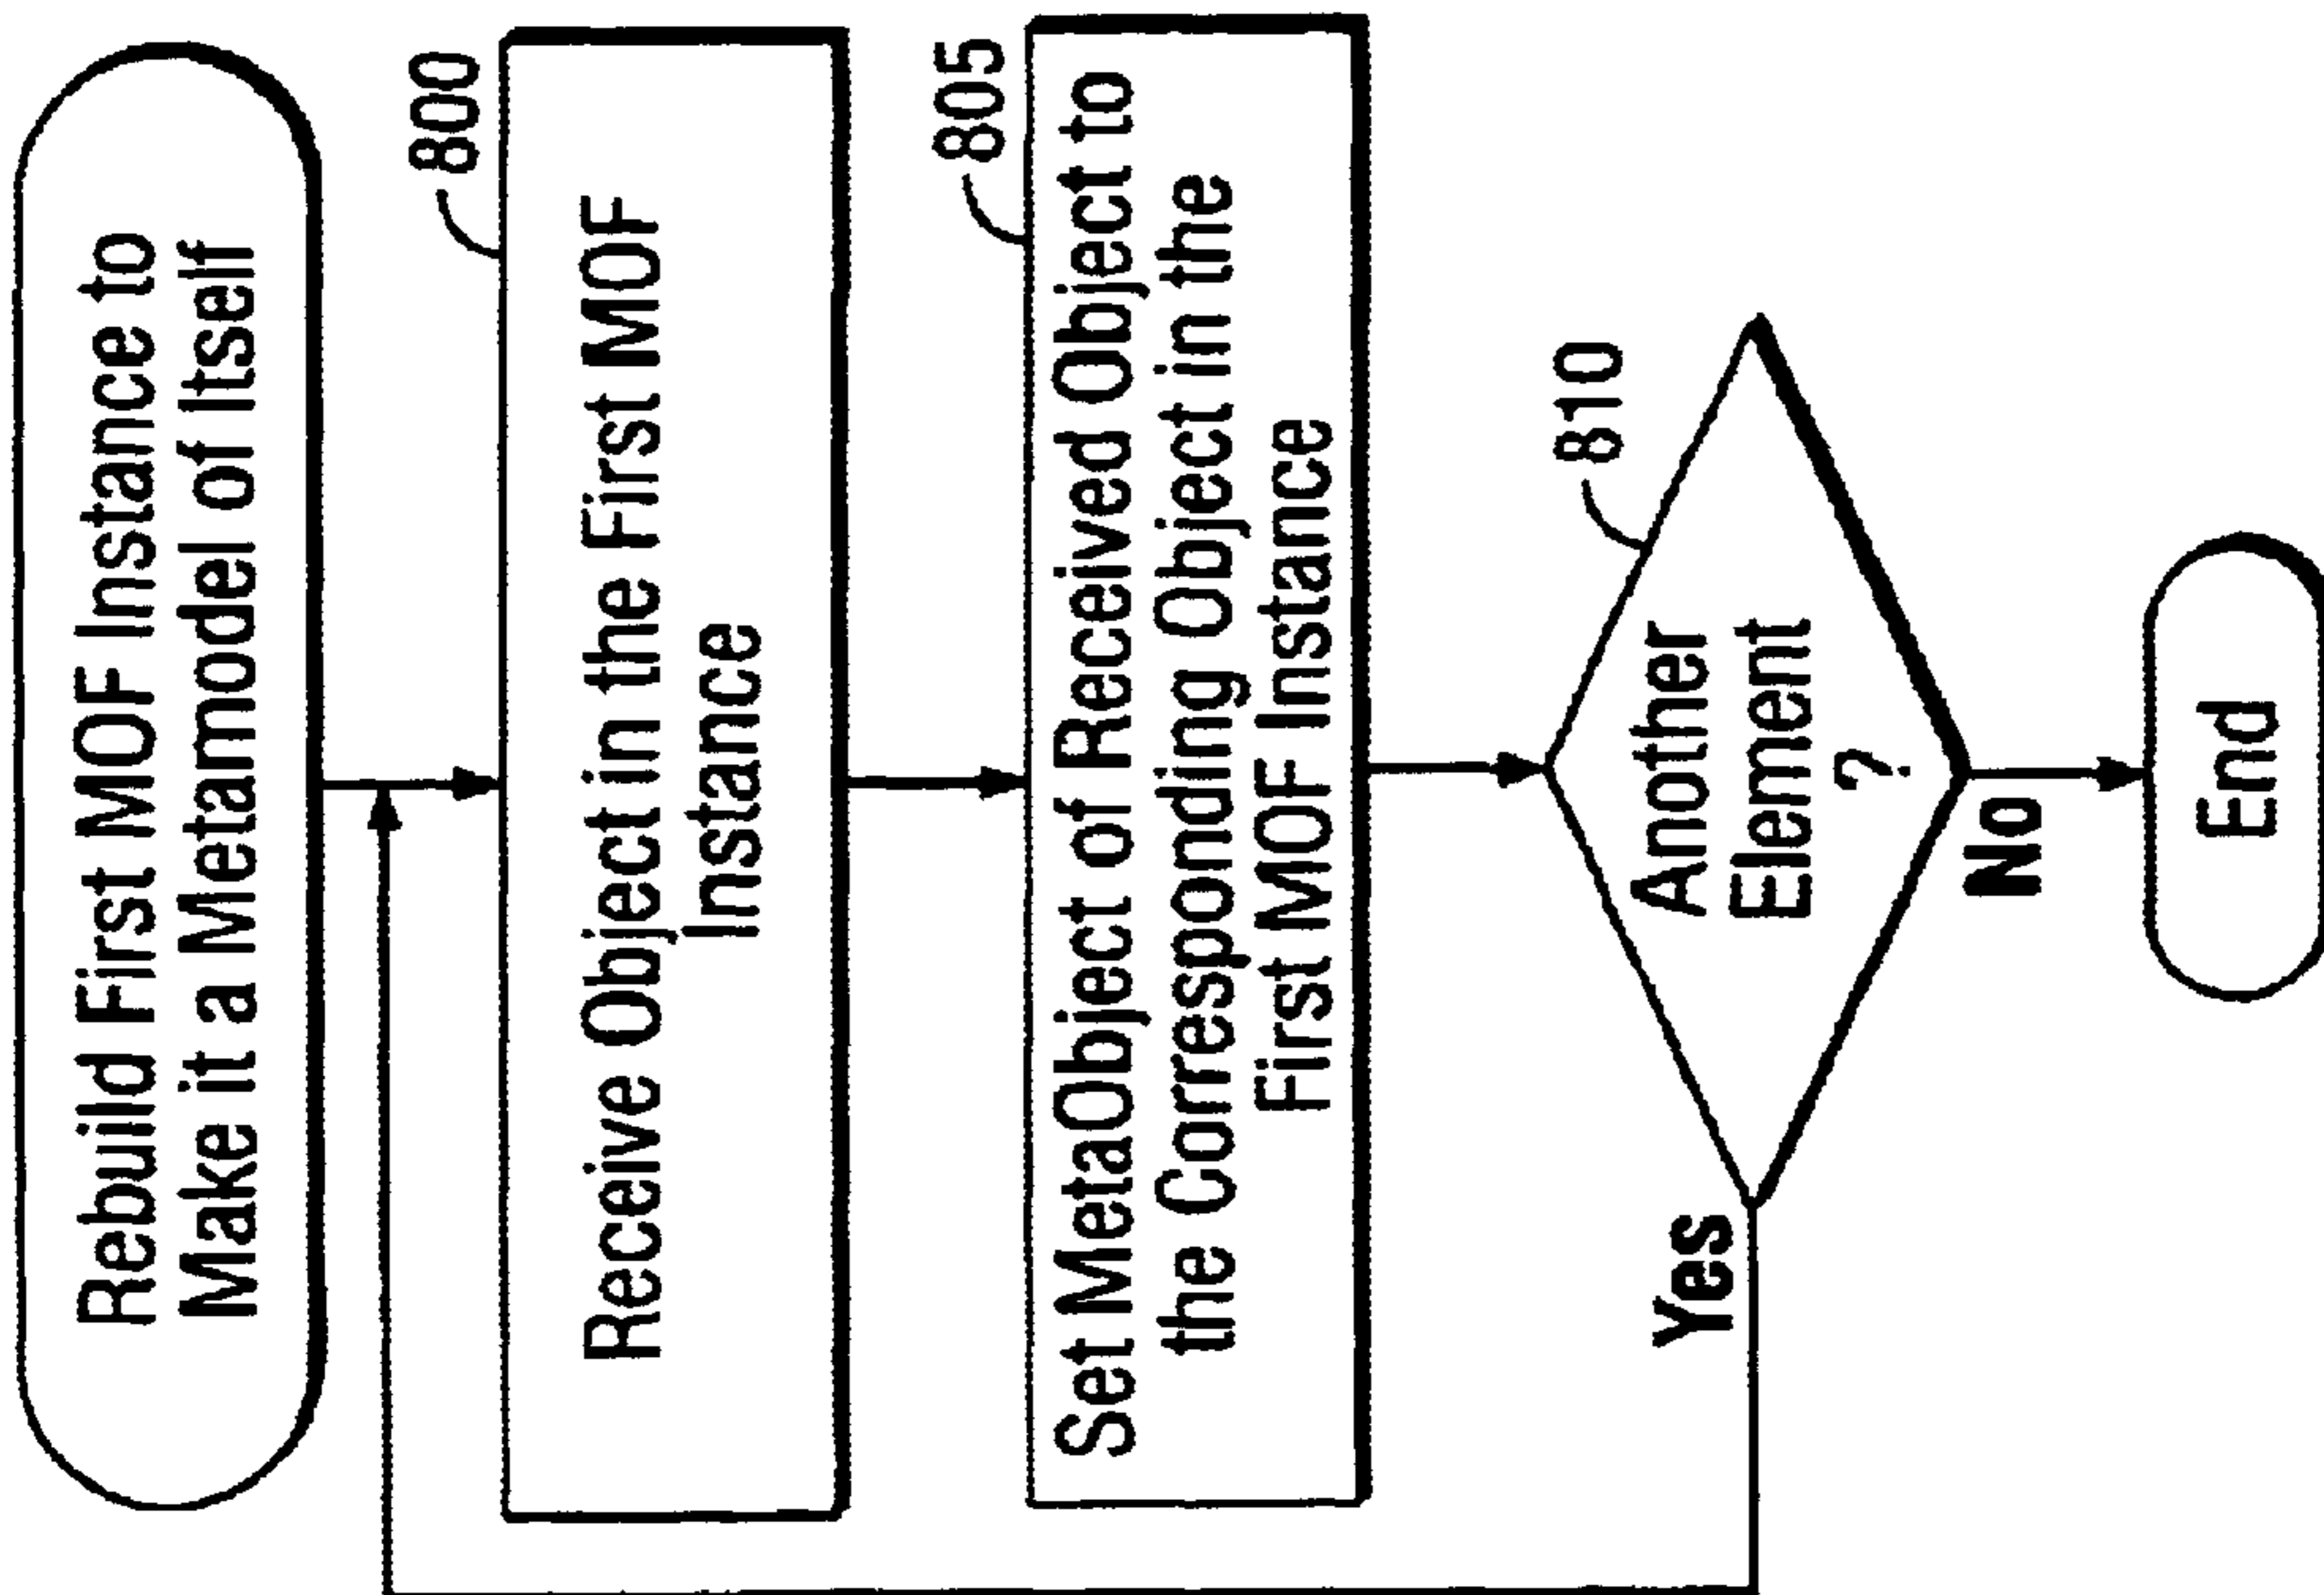 Rebuild First MOF Instance to
Make it a Metamodel of Itself
800
Receive Object in the First MOF
Instance
805
Set MetaObject of Received Object to
the Corresponding Object in the
First MOF Instance
810
Another
Element
?
Yes
No
End